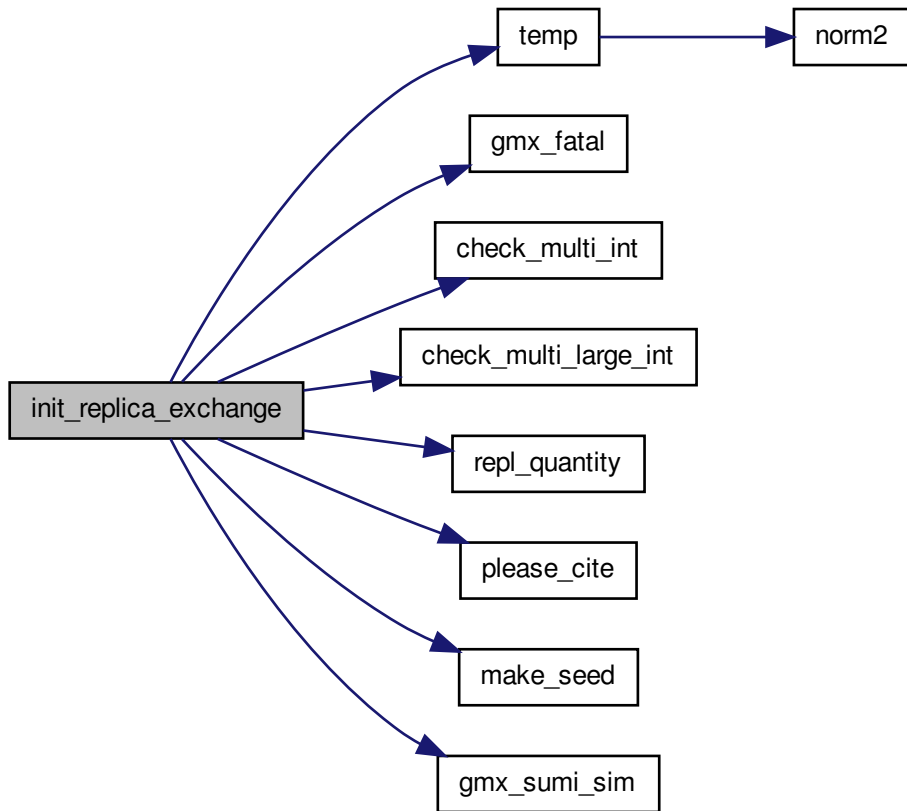 temp
norm2
gmx_fatal
check_multi_int
check_multi_large_int
init_replica_exchange
repl_quantity
please_cite
make_seed
gmx_sumi_sim